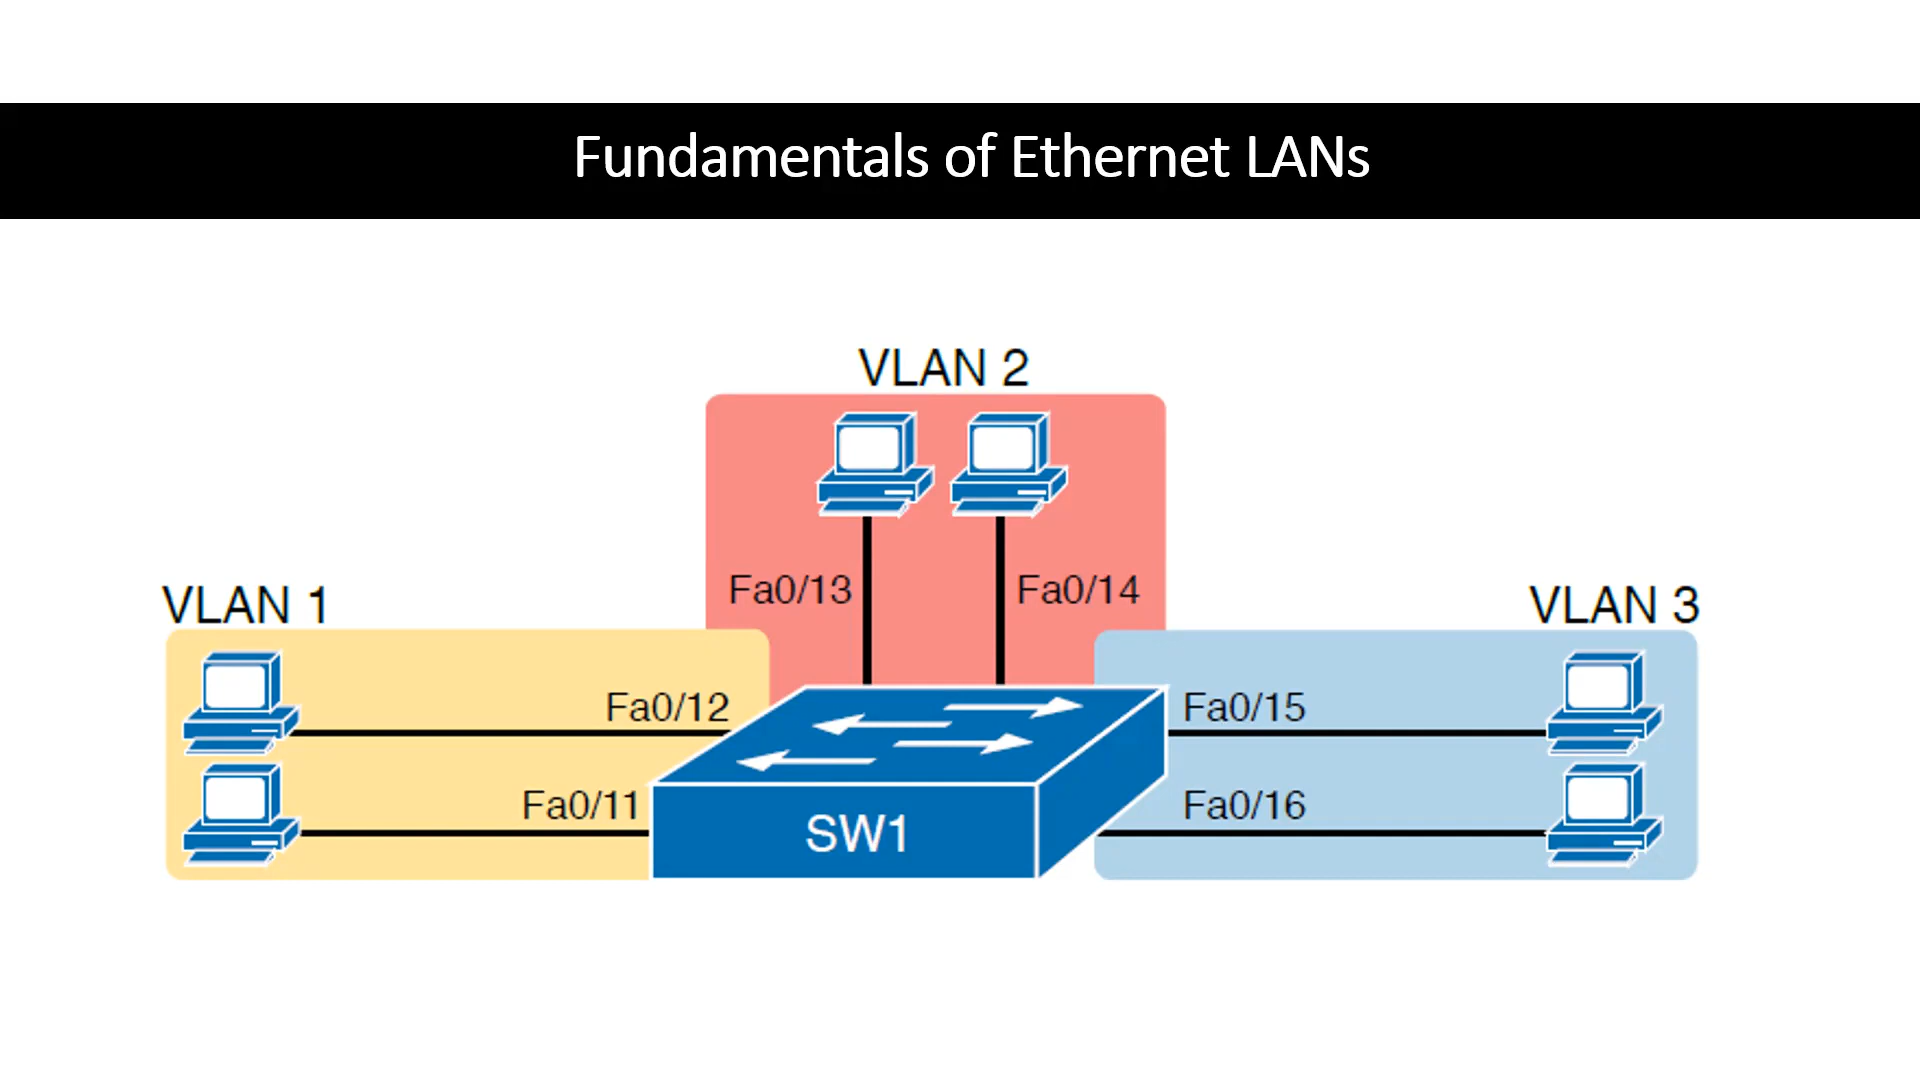 Fundamentals of Ethernet LANs
VLAN 2
Fa0/13
Fa0/14
VLAN 1
VLAN 3
Fa0/12
Fa0/15
Fa0/11
Fa0/16
SW1